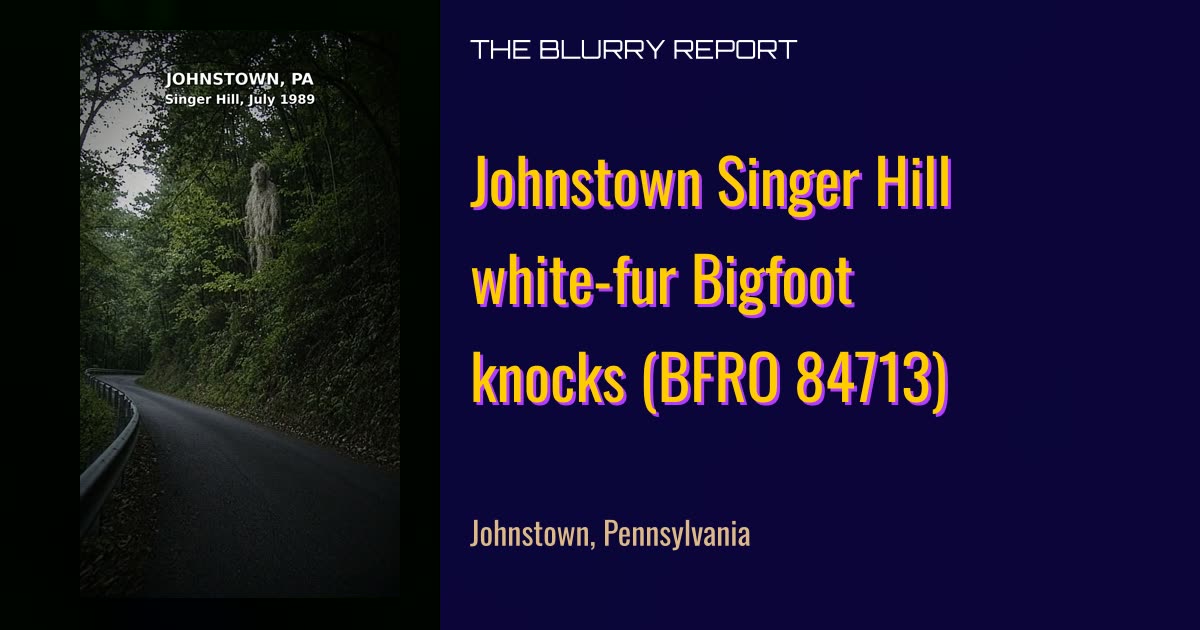 JOHNSTOWN, PA
Singer Hill, July 1989
THE BLURRY REPORT
Johnstown Singer Hill
white-fur Bigfoot
knocks (BFRO 84713)
Johnstown, Pennsylvania